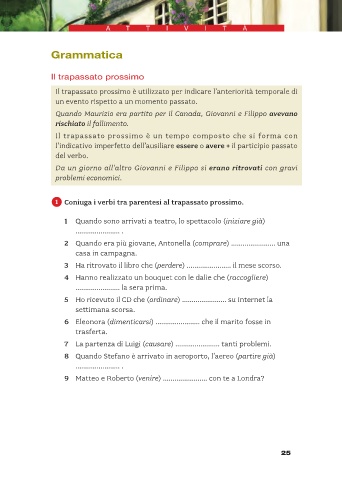 ATTIVITÀ
Grammatica
Il trapassato prossimo
Il trapassato prossimo è utilizzato per indicare l'anteriorità temporale di
un evento rispetto a un momento passato.
Quando Maurizio era partito per il Canada, Giovanni e Filippo avevano
rischiato il fallimento.
Il trapassato prossimo è un tempo composto che si forma con
l'indicativo imperfetto dell'ausiliare essere o avere + il participio passato
del verbo.
Da un giorno all'altro Giovanni e Filippo si erano ritrovati con gravi
problemi economici.
1 Coniuga i verbi tra parentesi al trapassato prossimo.
1 Quando sono arrivati a teatro, lo spettacolo (iniziare già)
...................... .
2 Quando era più giovane, Antonella (comprare) ...................... una
casa in campagna.
3 Ha ritrovato il libro che (perdere) ...................... il mese scorso.
4 Hanno realizzato un bouquet con le dalie che (raccogliere)
...................... la sera prima.
5 Ho ricevuto il CD che (ordinare) ...................... su Internet la
settimana scorsa.
6 Eleonora (dimenticarsi) ...................... che il marito fosse in
trasferta.
7 La partenza di Luigi (causare) ...................... tanti problemi.
8 Quando Stefano è arrivato in aeroporto, l'aereo (partire già)
...................... .
9 Matteo e Roberto (venire) ...................... con te a Londra?
25